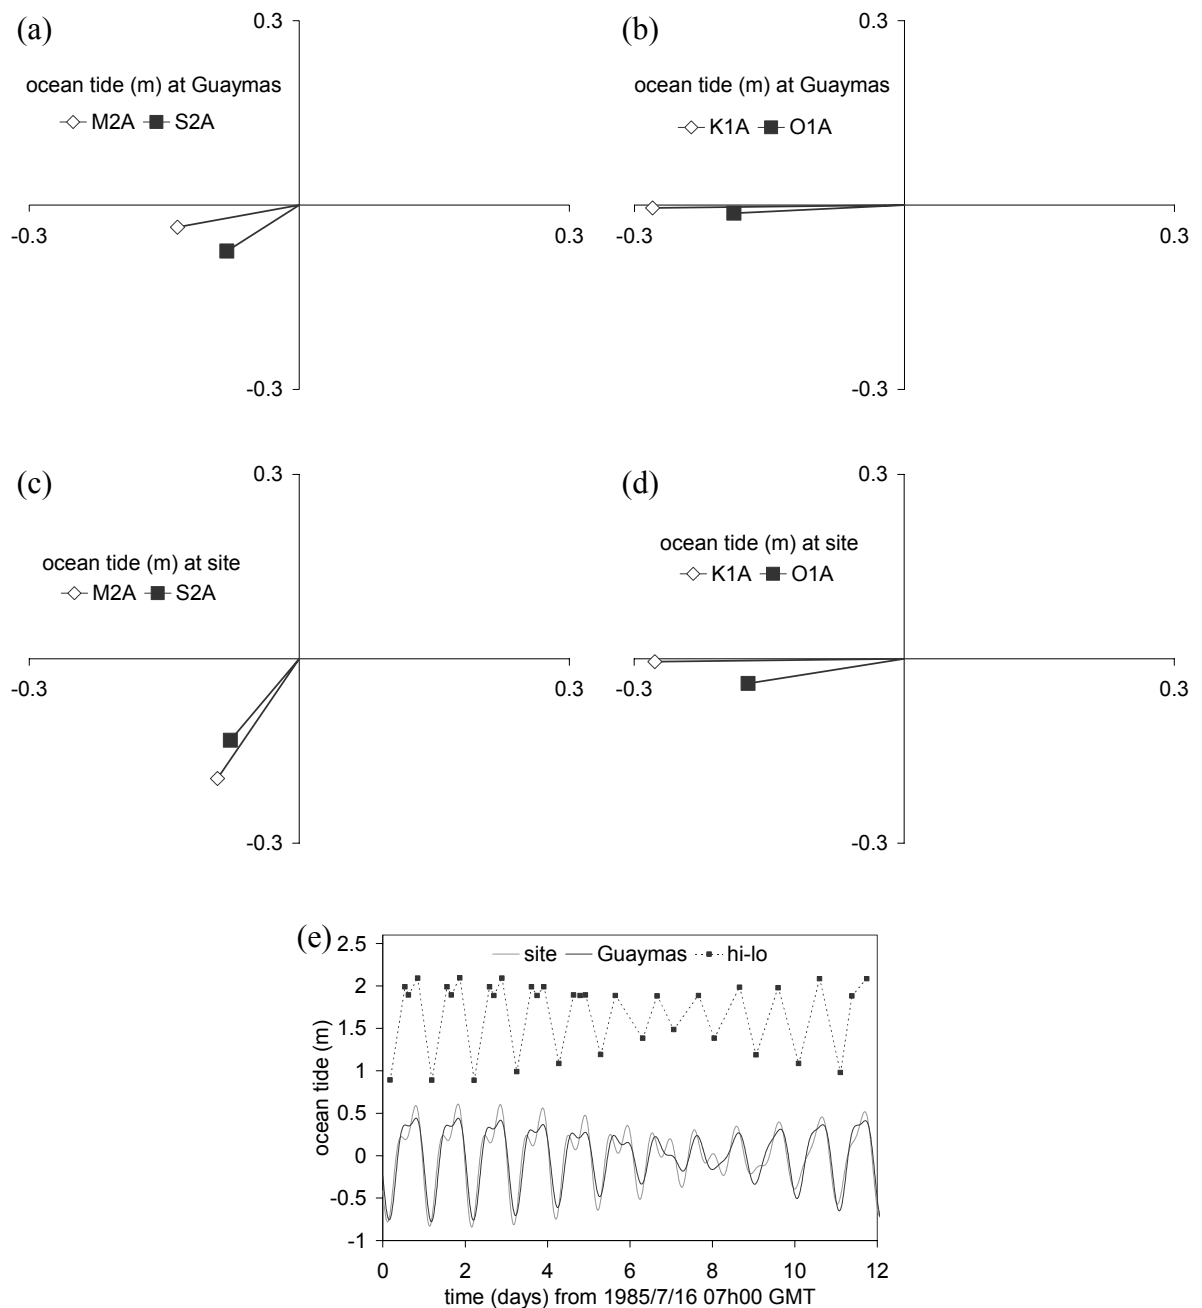 (a)
0.3
ocean tide (m) at Guaymas
M2A S2A
-0.3
0.3
-0.3
(b)
0.3
ocean tide (m) at Guaymas
K1A O1A
-0.3
0.3
-0.3
(c)
0.3
ocean tide (m) at site
M2A S2A
-0.3
0.3
-0.3
(d)
0.3
ocean tide (m) at site
K1A O1A
-0.3
0.3
-0.3
(e)
site Guaymas hi-lo
2.5
2
1.5
1
0.5
0
-0.5
-1
ocean tide (m)
0 2 4 6 8 10 12
time (days) from 1985/7/16 07h00 GMT